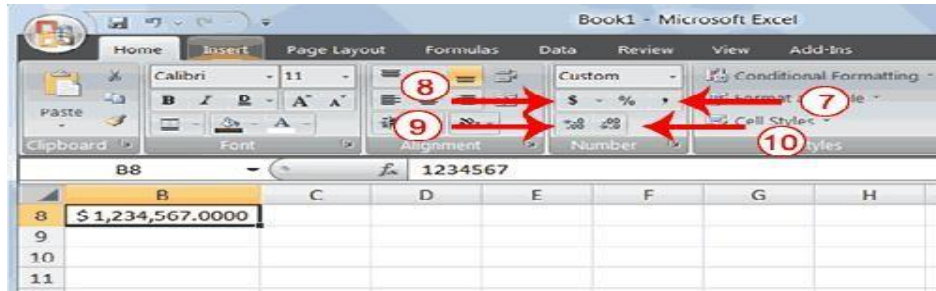 Book1 - Microsoft Excel
Home Insert Page Layout Formulas Data Review View Add-Ins
Calibri 11 Custom Conditional Formatting
8
Paste B I U A A $ % , Format 7
9 A Cell Styles
10
Clipboard Font Alignment Number
B8 fx 1234567
B C D E F G H
8 $ 1,234,567.0000
9
10
11